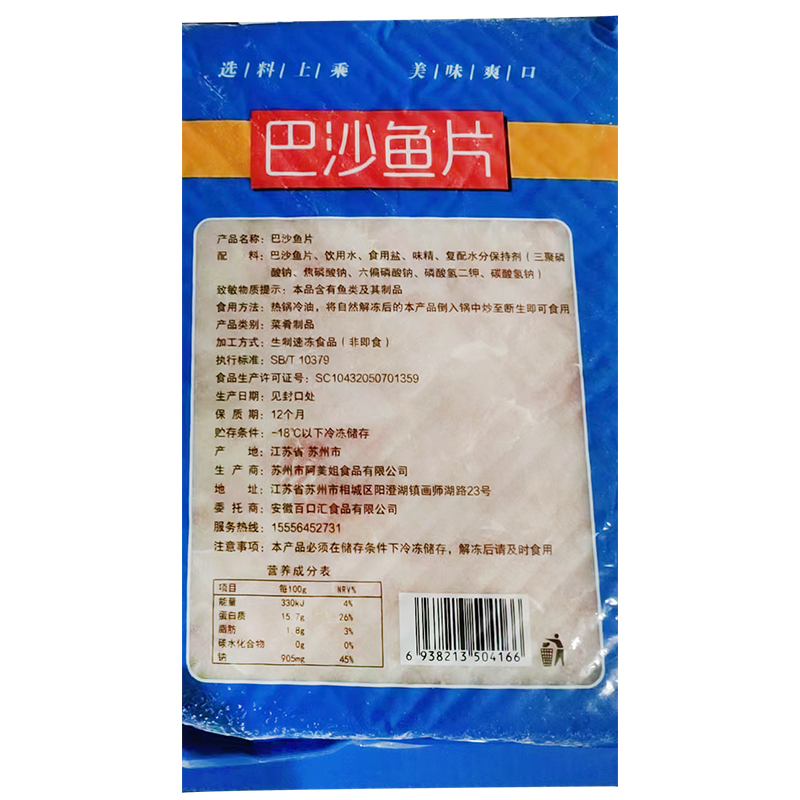 选/料/上/乘 美/味/爽/口
巴沙鱼片
产品名称：巴沙鱼片
配 料：巴沙鱼片、饮用水、食用盐、味精、复配水分保持剂（三聚磷
酸钠、焦磷酸钠、六偏磷酸钠、磷酸氢二钾、碳酸氢钠）
致敏物质提示：本品含有鱼类及其制品
食用方法：热锅冷油，将自然解冻后的本产品倒入锅中炒至断生即可食用
产品类别：菜肴制品
加工方式：生制速冻食品（非即食）
执行标准：SB/T 10379
食品生产许可证号：SC10432050701359
生产日期：见封口处
保 质 期：12个月
贮存条件：-18℃以下冷冻储存
产 地：江苏省 苏州市
生 产 商：苏州市阿美姐食品有限公司
地 址：江苏省苏州市相城区阳澄湖镇画师湖路23号
委 托 商：安徽百口汇食品有限公司
服务热线：15556452731
注意事项：本产品必须在储存条件下冷冻储存，解冻后请及时食用
营养成分表
项目 每100g NRV%
能量 330kJ 4%
蛋白质 15.7g 26%
脂肪 1.8g 3%
碳水化合物 0g 0%
钠 905mg 45%
6 938213 504166